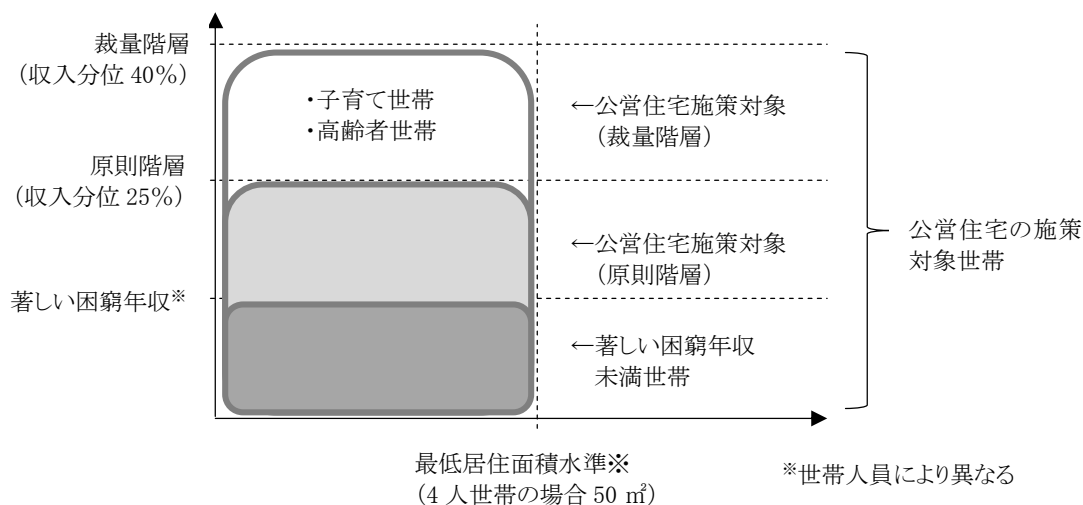 裁量階層
（収入分位 40％）
・子育て世帯
・高齢者世帯
←公営住宅施策対象
（裁量階層）
原則階層
（収入分位 25％）
←公営住宅施策対象
（原則階層）
公営住宅の施策
対象世帯
著しい困窮年収※
←著しい困窮年収
未満世帯
最低居住面積水準※
（4 人世帯の場合 50 ㎡）
※世帯人員により異なる